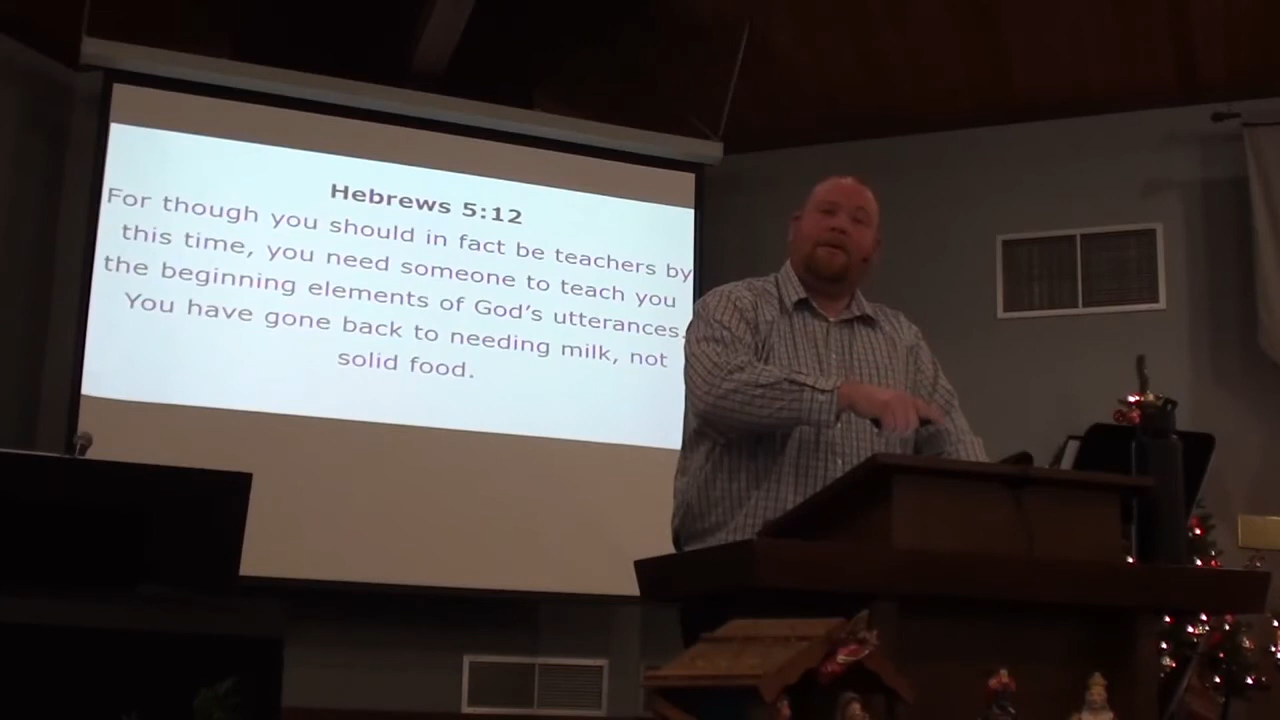 Hebrews 5:12
For though you should in fact be teachers by
this time, you need someone to teach you
the beginning elements of God's utterances.
You have gone back to needing milk, not
solid food.